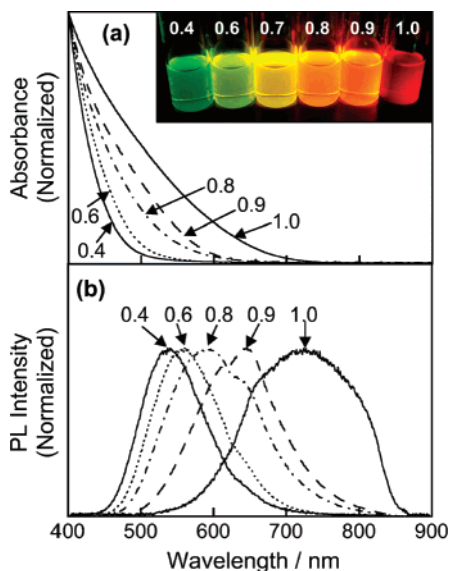 (a)
0.4 0.6 0.7 0.8 0.9 1.0
Absorbance
(Normalized)
0.8
0.6
0.9
0.4
1.0
(b)
0.4 0.6 0.8 0.9 1.0
PL Intensity
(Normalized)
400 500 600 700 800 900
Wavelength / nm